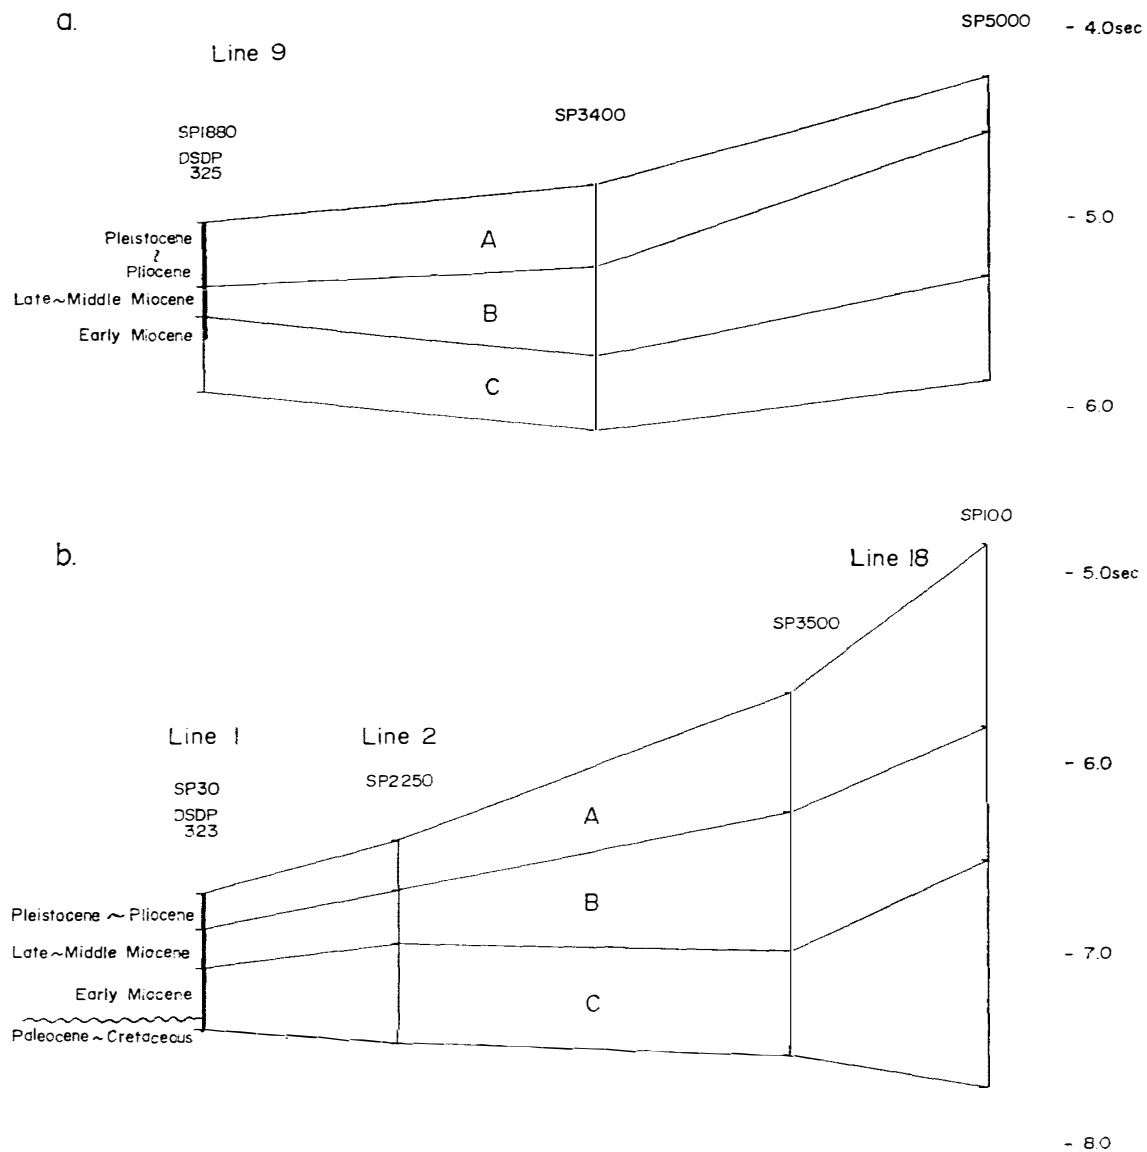 a.
Line 9
SP5000
- 4.0sec
SP3400
SP1880
DSDP
325
- 5.0
Pleistocene
~
Pliocene
A
Late~Middle Miocene
B
Early Miocene
C
- 6.0
b.
SP100
Line 18
- 5.0sec
SP3500
Line 1
Line 2
- 6.0
SP30
SP2250
DSDP
323
A
Pleistocene ~ Pliocene
B
Late~Middle Miocene
- 7.0
Early Miocene
C
Paleocene ~ Cretaceous
- 8.0